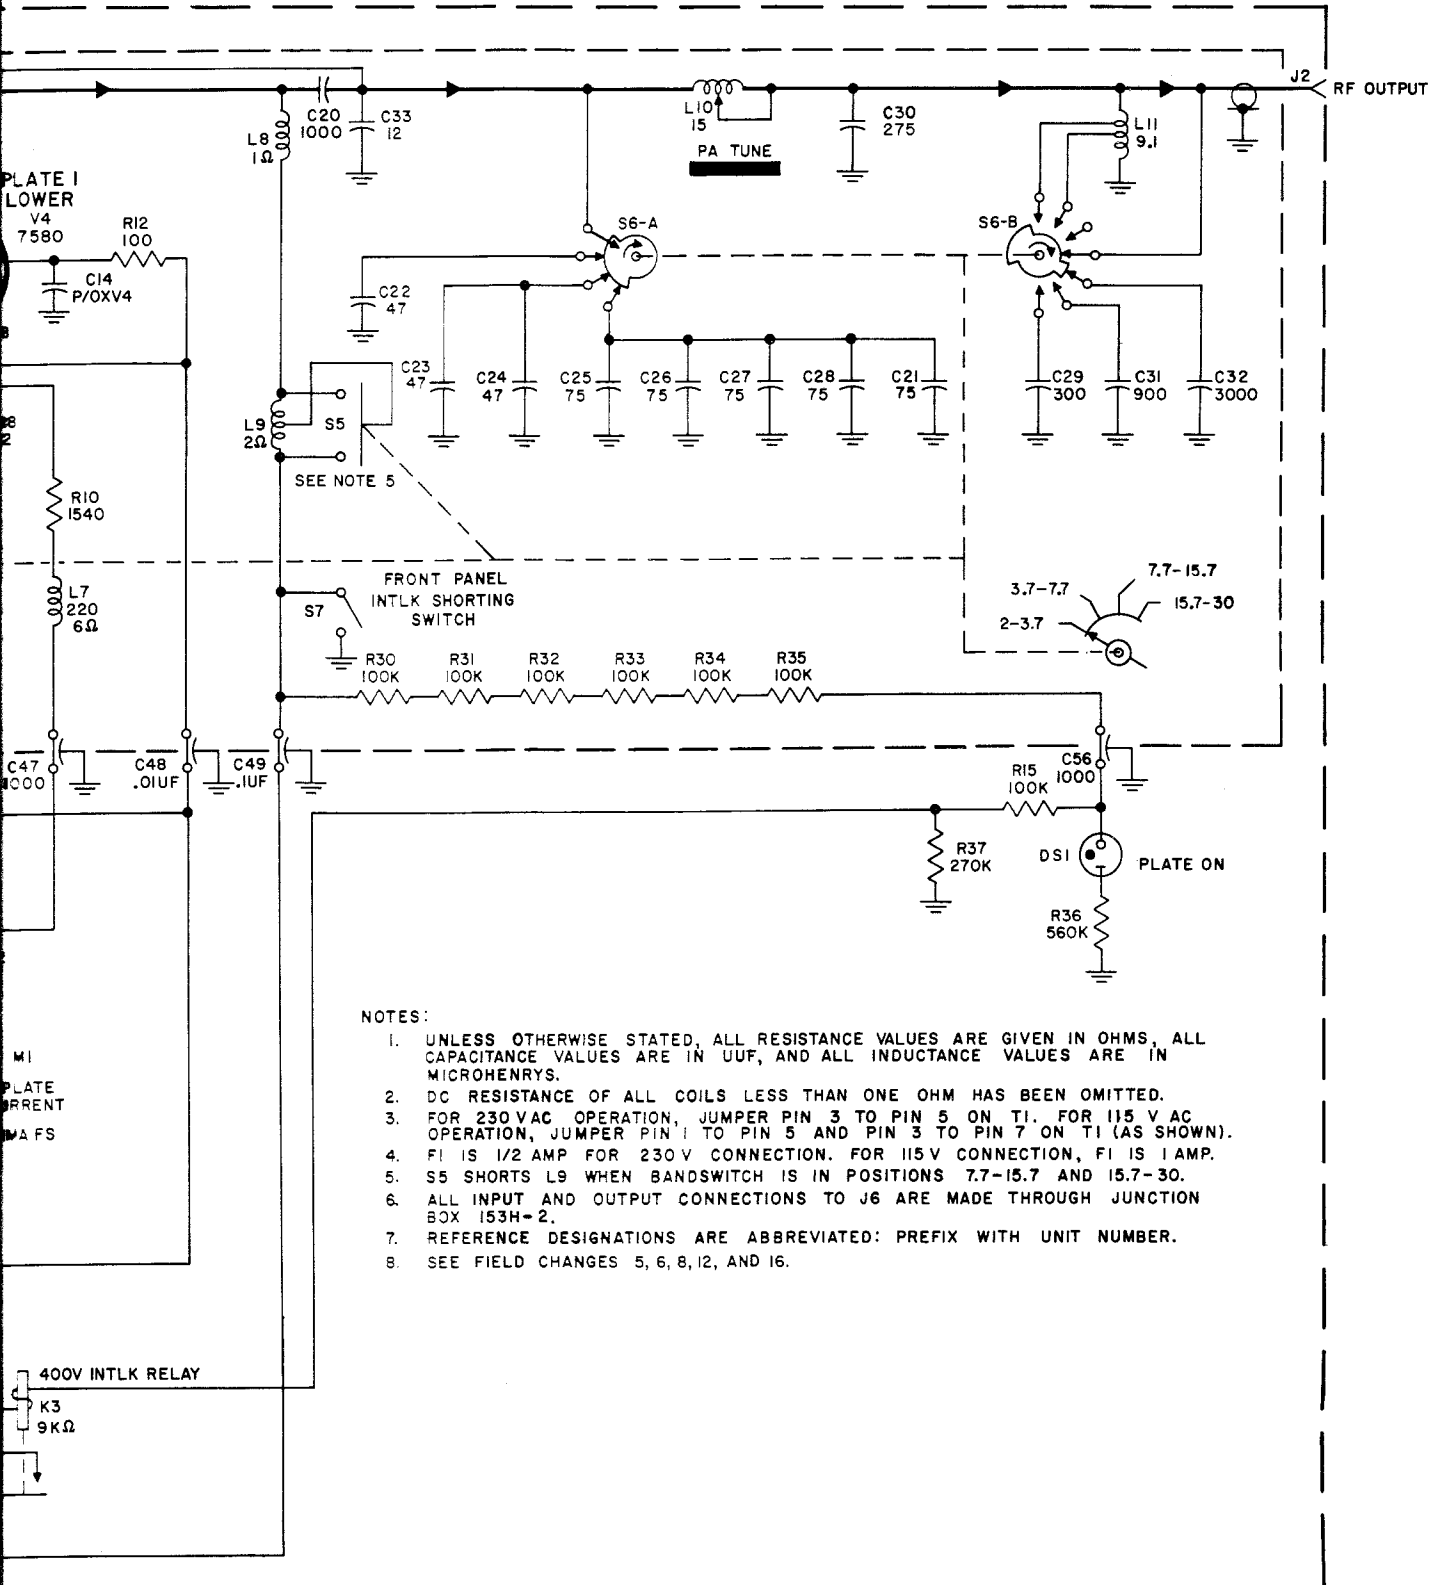 J2
RF OUTPUT
C20
1000
C33
12
L8
1Ω
L10
15
PA TUNE
C30
275
L11
9.1
PLATE 1
LOWER
V4
7580
R12
100
C14
P/OXV4
S6-A
S6-B
C22
47
C23
47
C24
47
C25
75
C26
75
C27
75
C28
75
C21
75
C29
300
C31
900
C32
3000
L9
2Ω
S5
SEE NOTE 5
R10
1540
L7
220
6Ω
FRONT PANEL
INTLK SHORTING
SWITCH
S7
7.7-15.7
3.7-7.7
15.7-30
2-3.7
R30
100K
R31
100K
R32
100K
R33
100K
R34
100K
R35
100K
C47
1000
C48
.01UF
C49
.1UF
C56
1000
R15
100K
R37
270K
DS1
PLATE ON
R36
560K
NOTES:
1. UNLESS OTHERWISE STATED, ALL RESISTANCE VALUES ARE GIVEN IN OHMS, ALL
CAPACITANCE VALUES ARE IN UUF, AND ALL INDUCTANCE VALUES ARE IN
MICROHENRYS.
2. DC RESISTANCE OF ALL COILS LESS THAN ONE OHM HAS BEEN OMITTED.
3. FOR 230 VAC OPERATION, JUMPER PIN 3 TO PIN 5 ON T1. FOR 115 V AC
OPERATION, JUMPER PIN 1 TO PIN 5 AND PIN 3 TO PIN 7 ON T1 (AS SHOWN).
4. F1 IS 1/2 AMP FOR 230 V CONNECTION. FOR 115V CONNECTION, F1 IS 1 AMP.
5. S5 SHORTS L9 WHEN BANDSWITCH IS IN POSITIONS 7.7-15.7 AND 15.7-30.
6. ALL INPUT AND OUTPUT CONNECTIONS TO J6 ARE MADE THROUGH JUNCTION
BOX 153H-2.
7. REFERENCE DESIGNATIONS ARE ABBREVIATED: PREFIX WITH UNIT NUMBER.
8. SEE FIELD CHANGES 5, 6, 8, 12, AND 16.
M1
PLATE
RRENT
MA FS
400V INTLK RELAY
K3
9KΩ